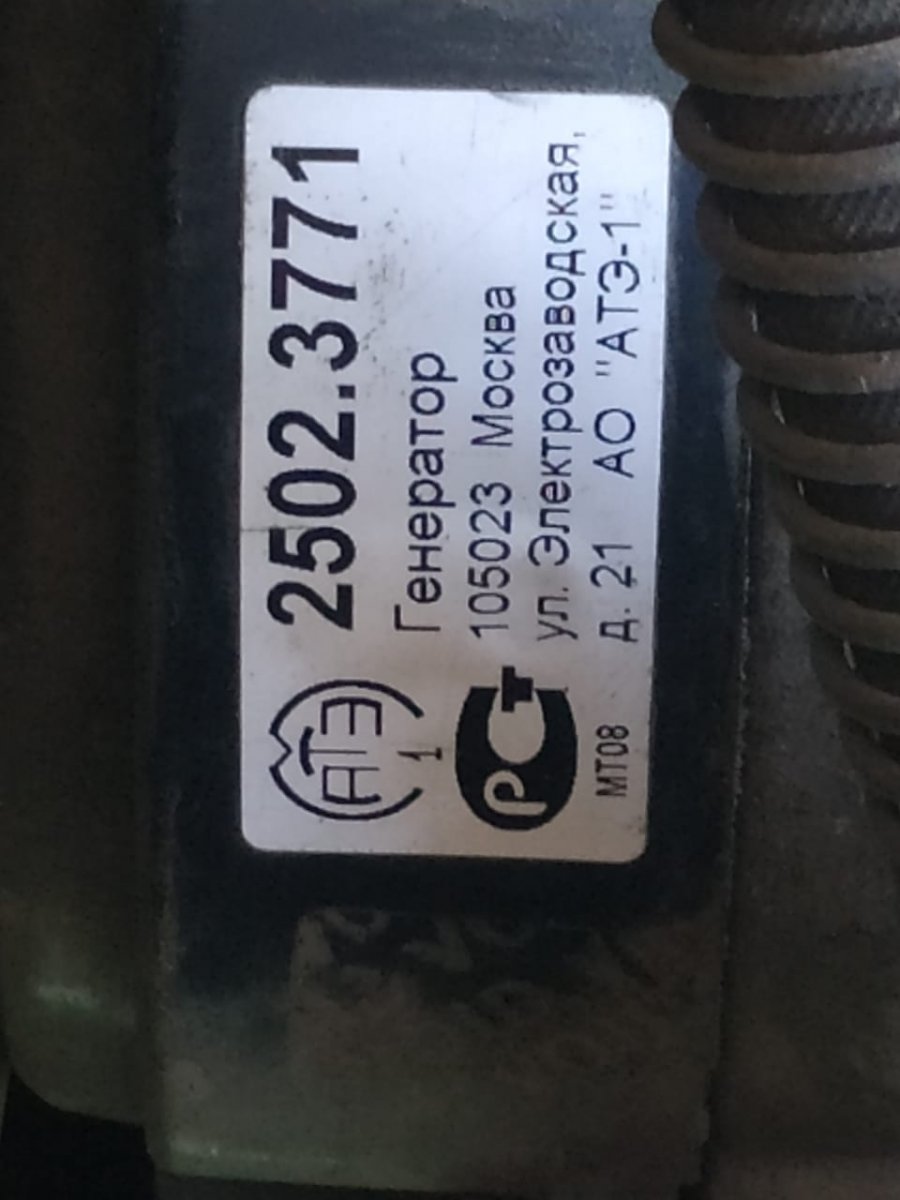 2502.3771
Генератор
105023 Москва
ул. Электрозаводская,
д. 21 АО "АТЭ-1"
АТЭ
1
РСТ
МТ08